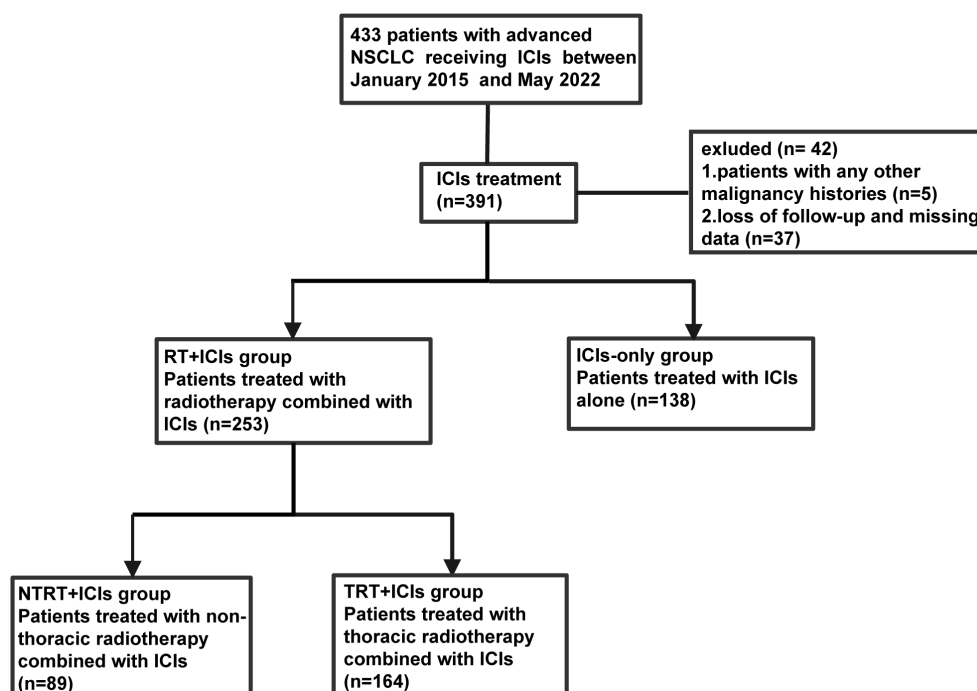 433 patients with advanced
NSCLC receiving ICIs between
January 2015 and May 2022
exluded (n= 42)
1.patients with any other
malignancy histories (n=5)
2.loss of follow-up and missing
data (n=37)
ICIs treatment
(n=391)
RT+ICIs group
Patients treated with
radiotherapy combined with
ICIs (n=253)
ICIs-only group
Patients treated with ICIs
alone (n=138)
NTRT+ICIs group
Patients treated with non-
thoracic radiotherapy
combined with ICIs
(n=89)
TRT+ICIs group
Patients treated with
thoracic radiotherapy
combined with ICIs
(n=164)